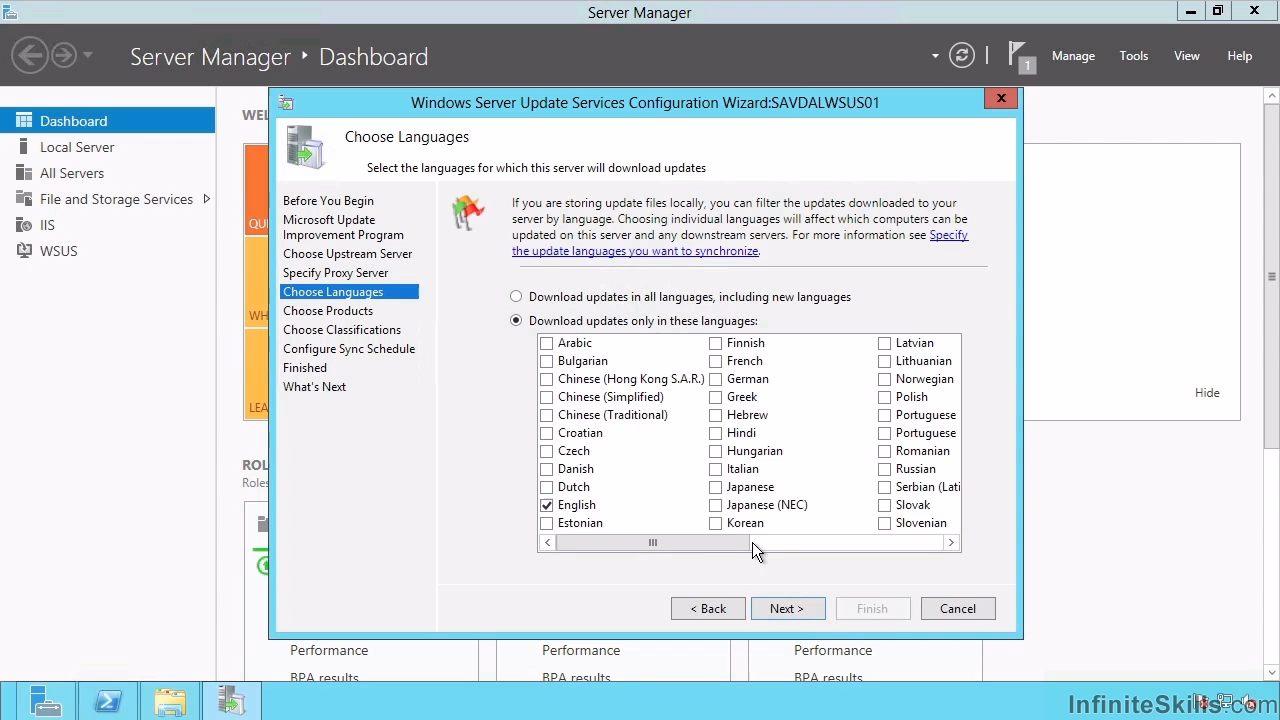 Server Manager
Server Manager ‣ Dashboard
1
Manage
Tools
View
Help
Dashboard
Local Server
All Servers
File and Storage Services
IIS
WSUS
WEL
QUI
WH
LEA
Hide
ROL
Roles
Windows Server Update Services Configuration Wizard:SAVDALWSUS01
Choose Languages
Select the languages for which this server will download updates
Before You Begin
Microsoft Update
Improvement Program
Choose Upstream Server
Specify Proxy Server
Choose Languages
Choose Products
Choose Classifications
Configure Sync Schedule
Finished
What's Next
If you are storing update files locally, you can filter the updates downloaded to your
server by language. Choosing individual languages will affect which computers can be
updated on this server and any downstream servers. For more information see Specify
the update languages you want to synchronize.
Download updates in all languages, including new languages
Download updates only in these languages:
Arabic
Bulgarian
Chinese (Hong Kong S.A.R.)
Chinese (Simplified)
Chinese (Traditional)
Croatian
Czech
Danish
Dutch
English
Estonian
Finnish
French
German
Greek
Hebrew
Hindi
Hungarian
Italian
Japanese
Japanese (NEC)
Korean
Latvian
Lithuanian
Norwegian
Polish
Portuguese
Portuguese
Romanian
Russian
Serbian (Lati
Slovak
Slovenian
< Back
Next >
Finish
Cancel
Performance
BPA results
Performance
BPA results
Performance
BPA results
InfiniteSkills.com